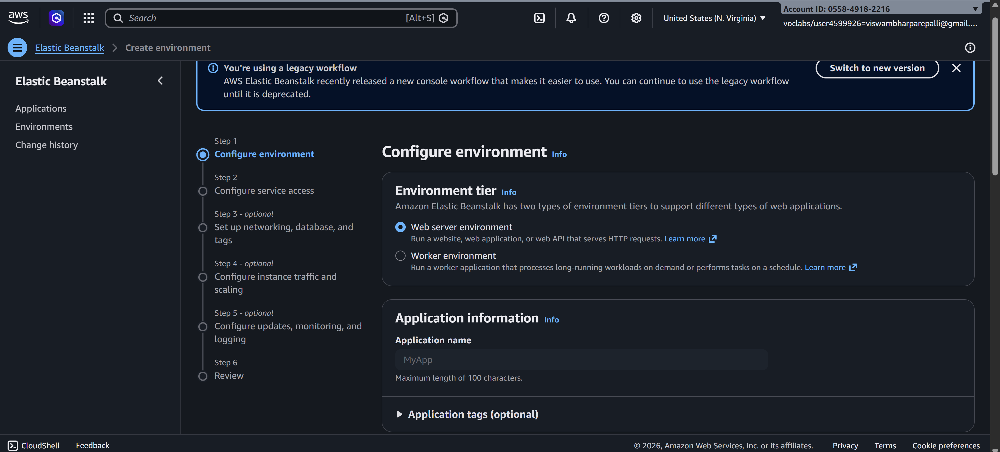 aws
Search
[Alt+S]
United States (N. Virginia)
Account ID: 0558-4918-2216
voclabs/user4599926=viswambharparepalli@gmail....
Elastic Beanstalk
Create environment
Elastic Beanstalk
Applications
Environments
Change history
You're using a legacy workflow
AWS Elastic Beanstalk recently released a new console workflow that makes it easier to use. You can continue to use the legacy workflow
until it is deprecated.
Switch to new version
Step 1
Configure environment
Step 2
Configure service access
Step 3 - optional
Set up networking, database, and
tags
Step 4 - optional
Configure instance traffic and
scaling
Step 5 - optional
Configure updates, monitoring, and
logging
Step 6
Review
Configure environment Info
Environment tier Info
Amazon Elastic Beanstalk has two types of environment tiers to support different types of web applications.
Web server environment
Run a website, web application, or web API that serves HTTP requests. Learn more
Worker environment
Run a worker application that processes long-running workloads on demand or performs tasks on a schedule. Learn more
Application information Info
Application name
MyApp
Maximum length of 100 characters.
Application tags (optional)
CloudShell
Feedback
© 2026, Amazon Web Services, Inc. or its affiliates.
Privacy
Terms
Cookie preferences